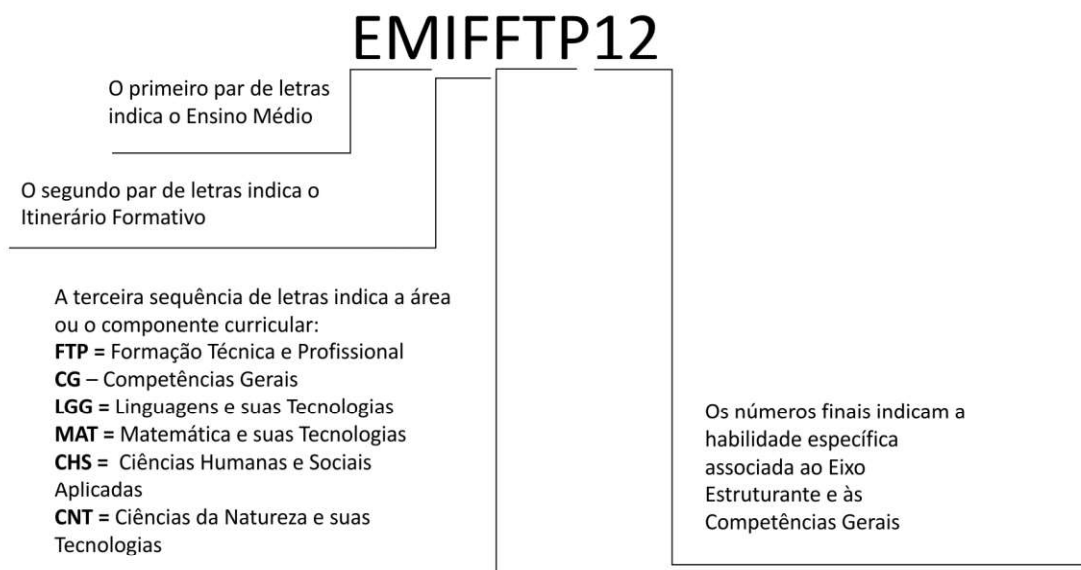 EMIFFTP12
O primeiro par de letras
indica o Ensino Médio
O segundo par de letras indica o
Itinerário Formativo
A terceira sequência de letras indica a área
ou o componente curricular:
FTP = Formação Técnica e Profissional
CG – Competências Gerais
LGG = Linguagens e suas Tecnologias
MAT = Matemática e suas Tecnologias
CHS = Ciências Humanas e Sociais
Aplicadas
CNT = Ciências da Natureza e suas
Tecnologias
Os números finais indicam a
habilidade específica
associada ao Eixo
Estruturante e às
Competências Gerais